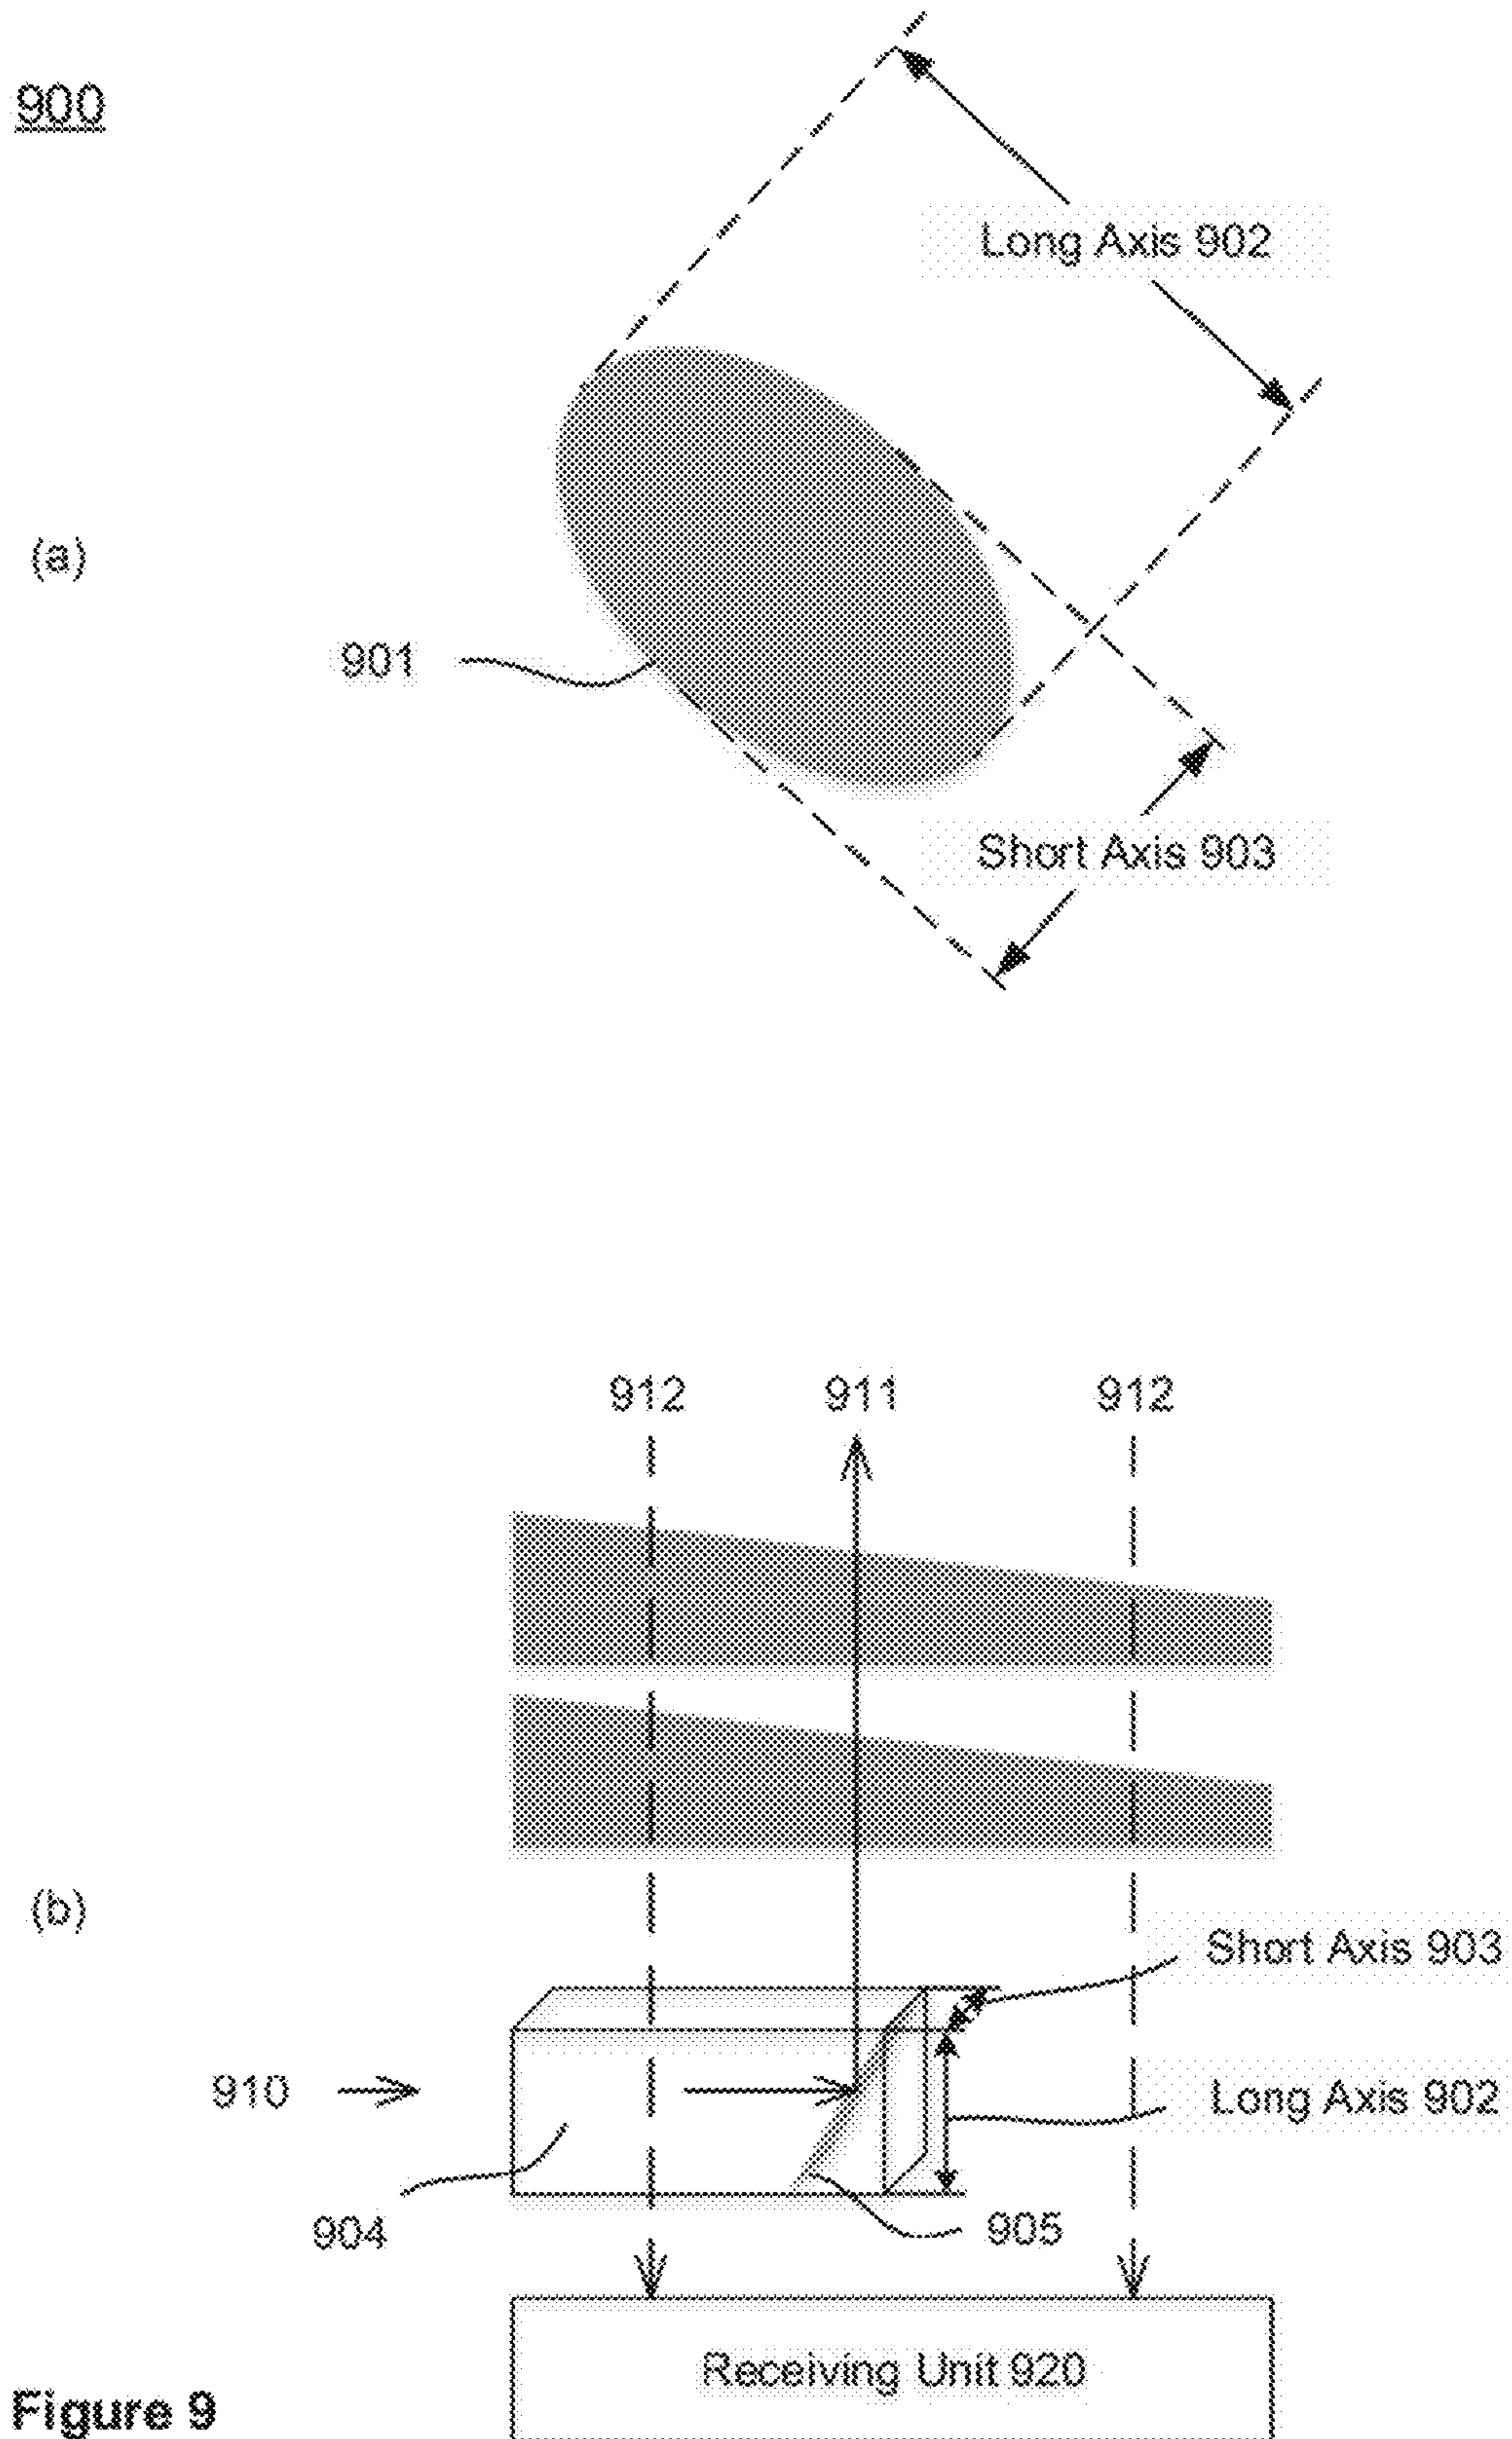 900
Long Axis 902
(a)
901
Short Axis 903
912 911 912
(b)
Short Axis 903
910
Long Axis 902
904
905
Receiving Unit 920
Figure 9